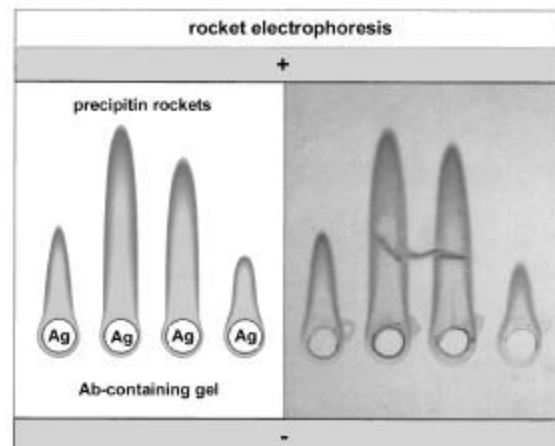 rocket electrophoresis
+
precipitin rockets
Ag Ag Ag Ag
Ab-containing gel
-